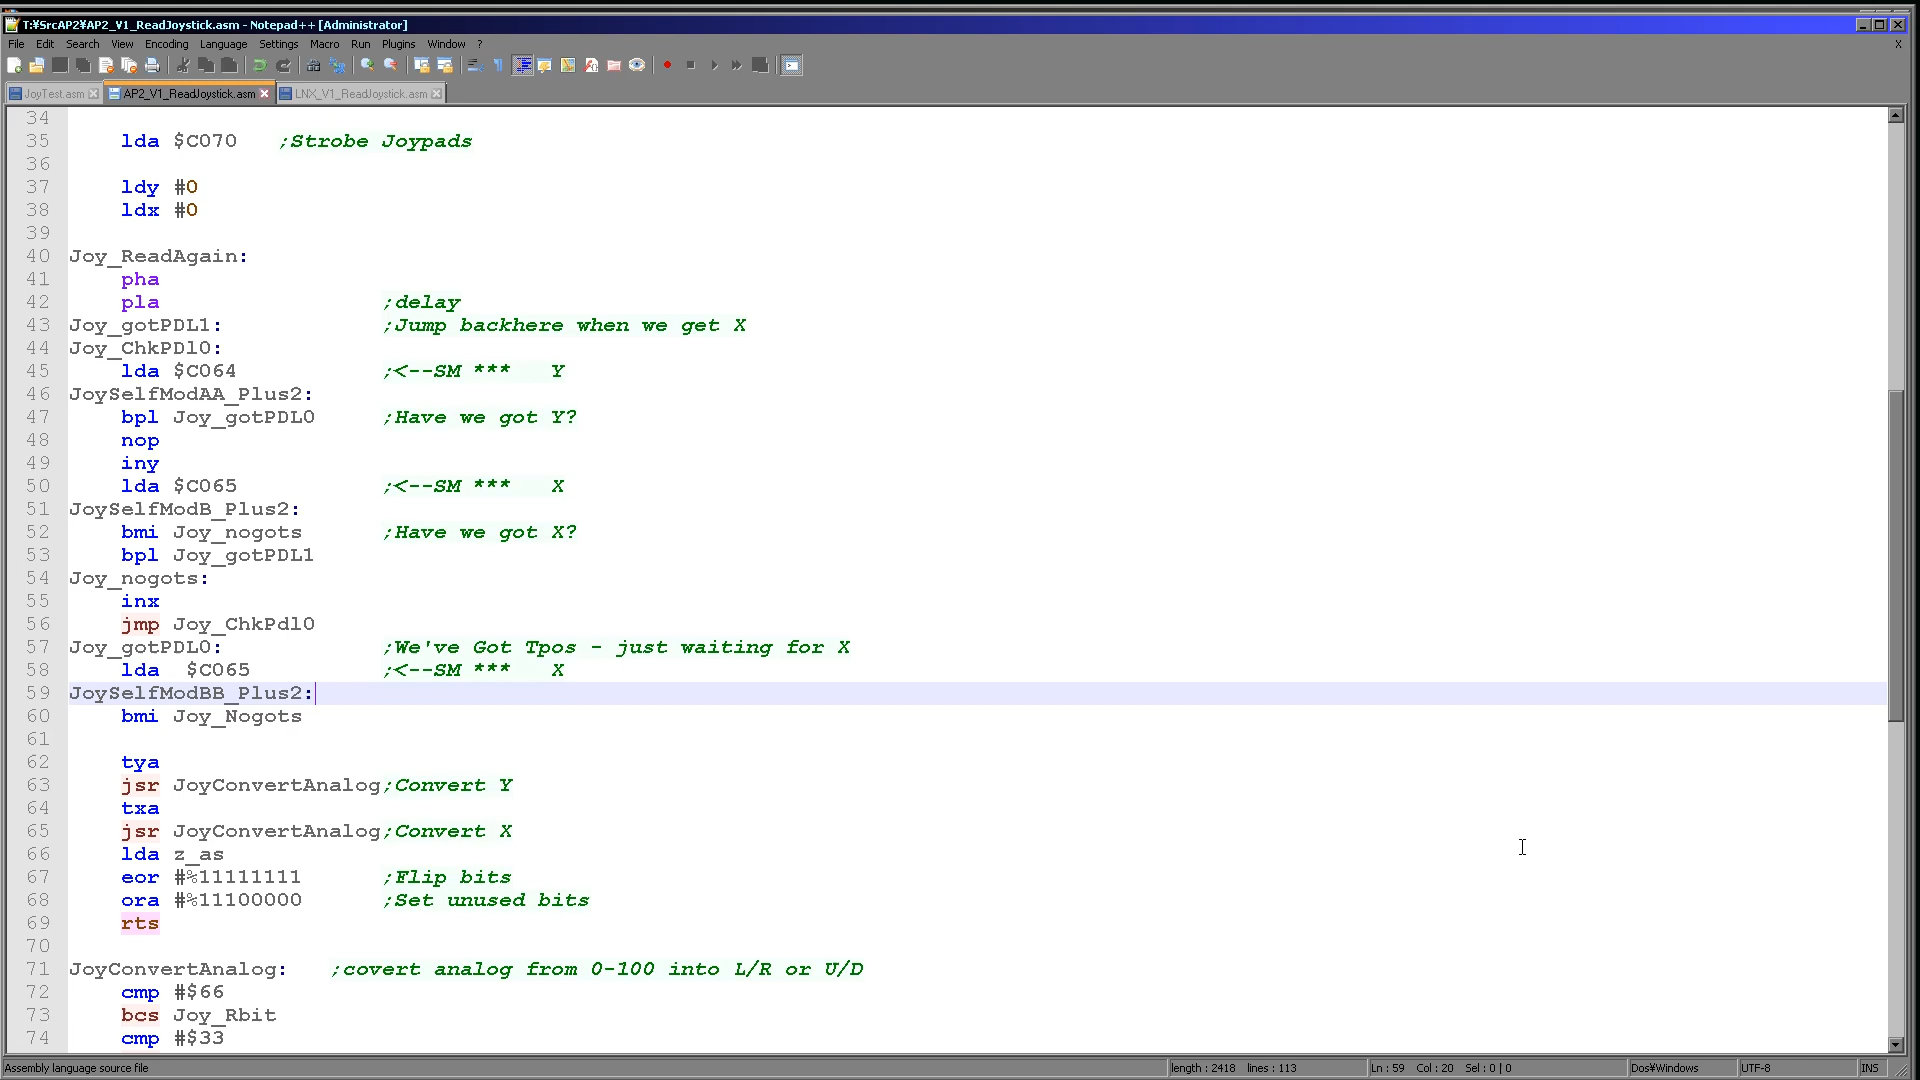 T:¥SrcAP2¥AP2_V1_ReadJoystick.asm - Notepad++ [Administrator]
File Edit Search View Encoding Language Settings Macro Run Plugins Window ? X
JoyTest.asm AP2_V1_ReadJoystick.asm LNX_V1_ReadJoystick.asm
34
35 lda $C070 ;Strobe Joypads
36
37 ldy #0
38 ldx #0
39
40 Joy_ReadAgain:
41 pha
42 pla ;delay
43 Joy_gotPDL1: ;Jump backhere when we get X
44 Joy_ChkPDl0:
45 lda $C064 ;<--SM *** Y
46 JoySelfModAA_Plus2:
47 bpl Joy_gotPDL0 ;Have we got Y?
48 nop
49 iny
50 lda $C065 ;<--SM *** X
51 JoySelfModB_Plus2:
52 bmi Joy_nogots ;Have we got X?
53 bpl Joy_gotPDL1
54 Joy_nogots:
55 inx
56 jmp Joy_ChkPdl0
57 Joy_gotPDL0: ;We've Got Tpos - just waiting for X
58 lda $C065 ;<--SM *** X
59 JoySelfModBB_Plus2:
60 bmi Joy_Nogots
61
62 tya
63 jsr JoyConvertAnalog;Convert Y
64 txa
65 jsr JoyConvertAnalog;Convert X
66 lda z_as
67 eor #%11111111 ;Flip bits
68 ora #%11100000 ;Set unused bits
69 rts
70
71 JoyConvertAnalog: ;covert analog from 0-100 into L/R or U/D
72 cmp #$66
73 bcs Joy_Rbit
74 cmp #$33
Assembly language source file length : 2418 lines : 113 Ln : 59 Col : 20 Sel : 0 | 0 Dos¥Windows UTF-8 INS